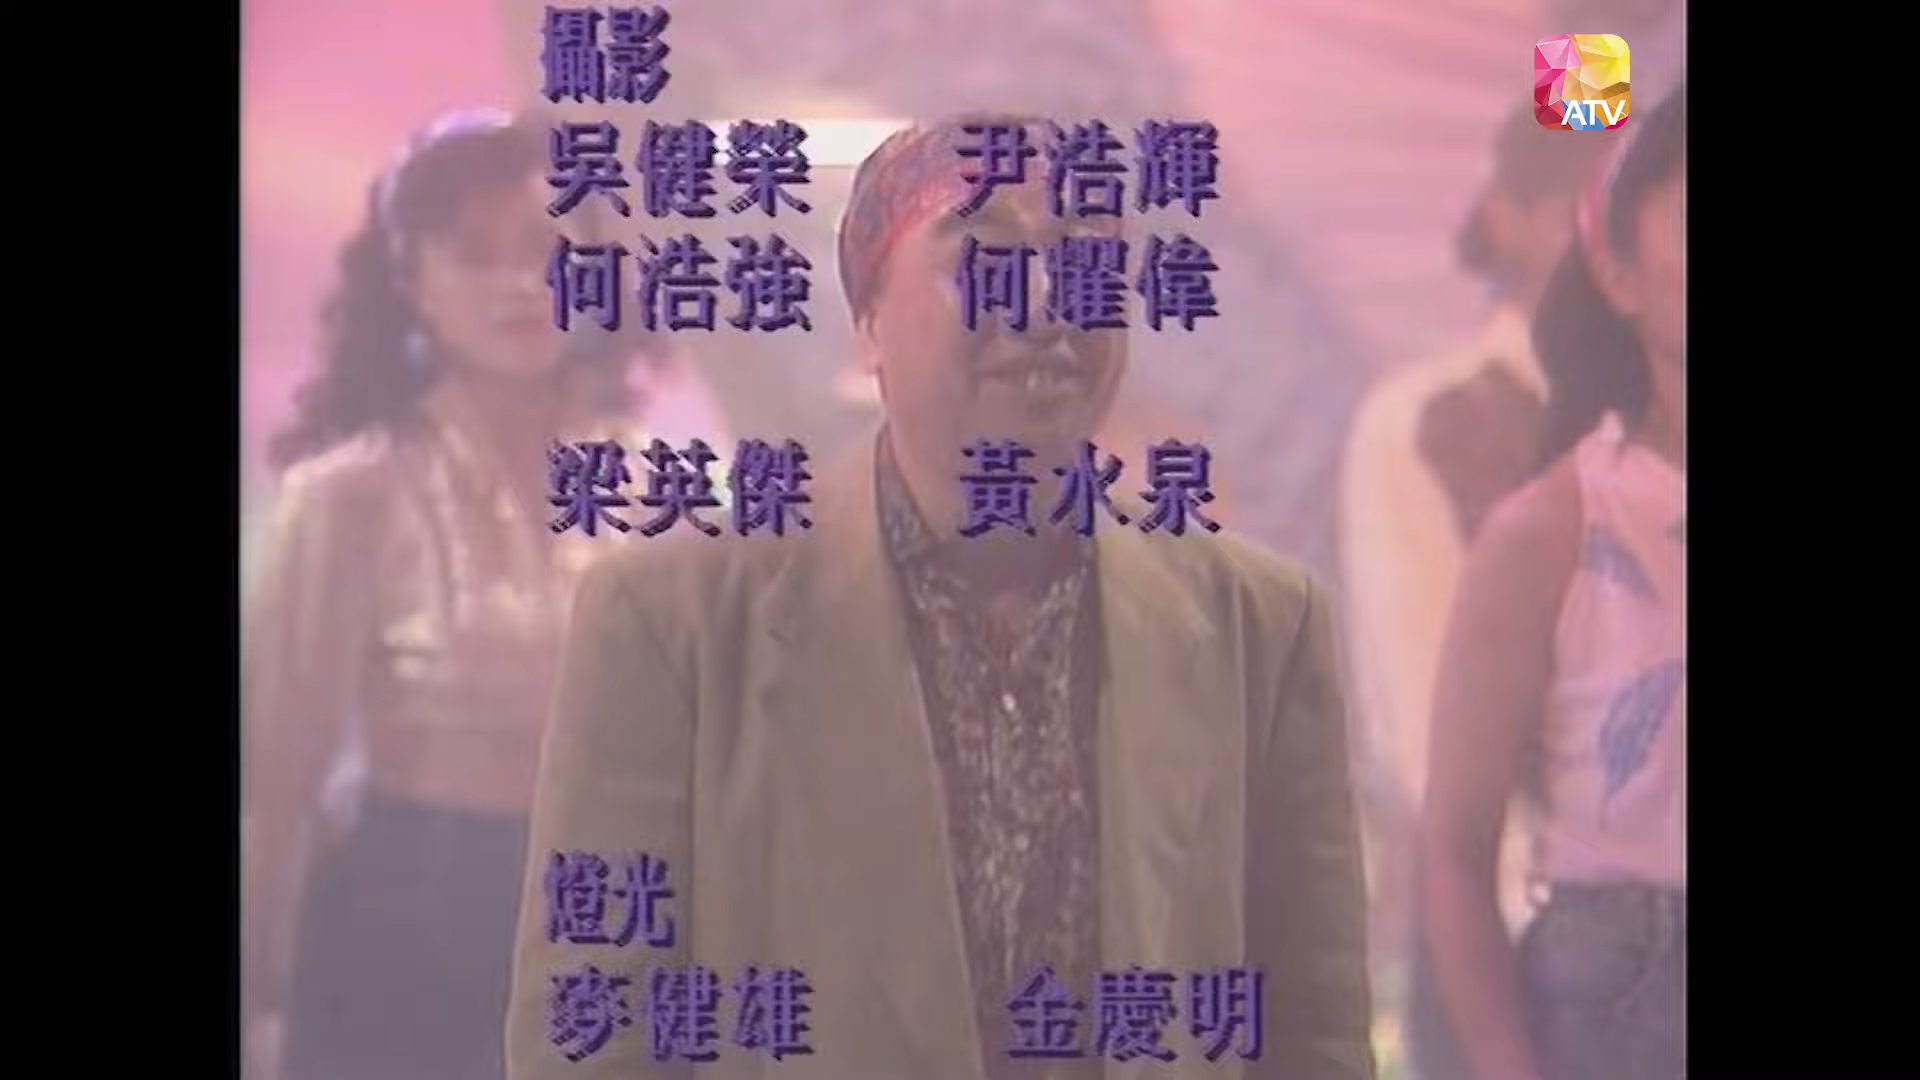 攝影
ATV
吳健榮 尹浩輝
何浩強 何耀偉
梁英傑 黃水泉
燈光
李健雄 金慶明